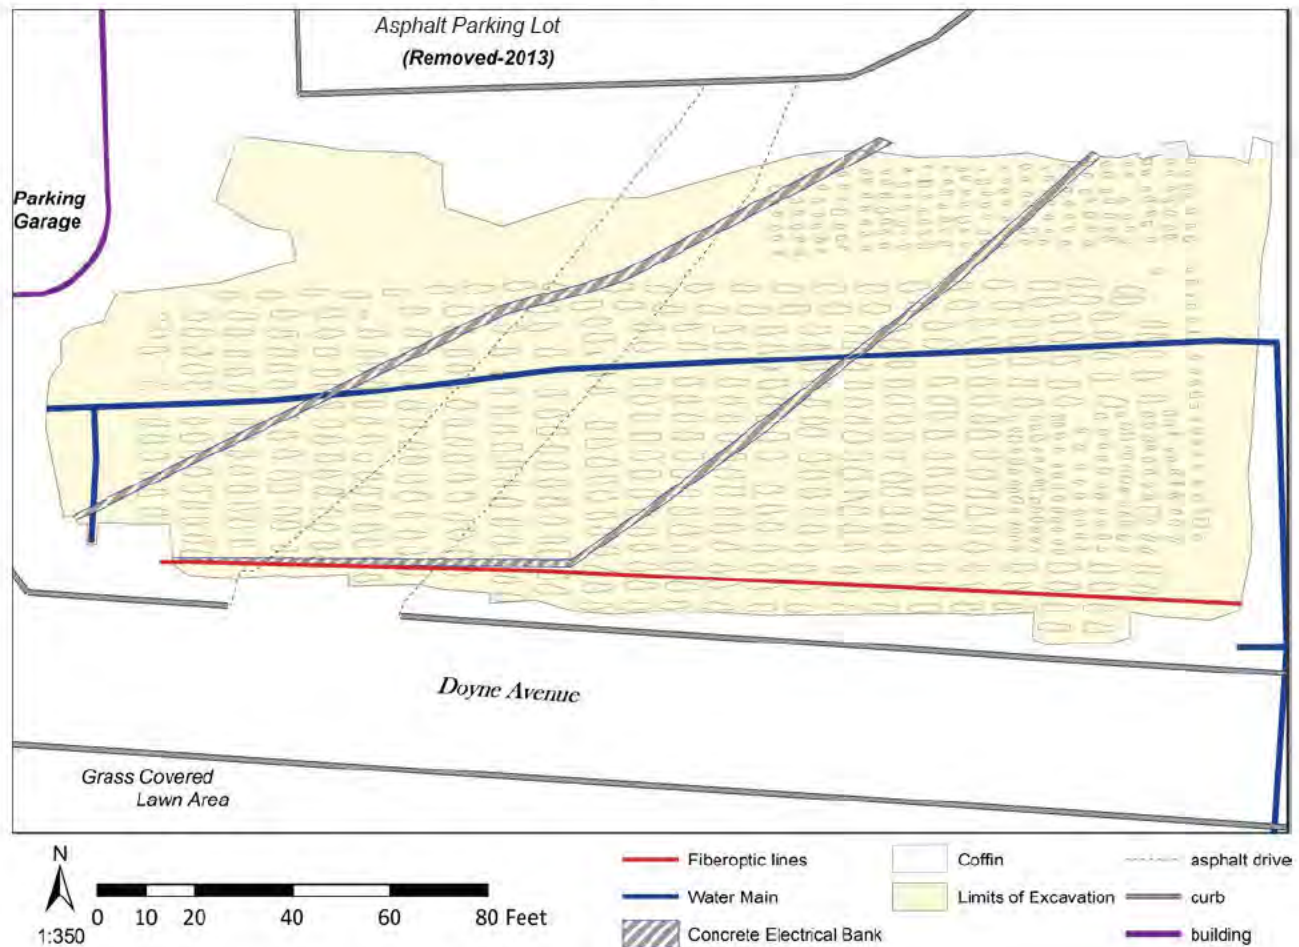 Asphalt Parking Lot
(Removed-2013)
Parking
Garage
Doyne Avenue
Grass Covered
Lawn Area
N
0 10 20 40 60 80 Feet
1:350
Fiberoptic lines
Water Main
Concrete Electrical Bank
Coffin
Limits of Excavation
asphalt drive
curb
building